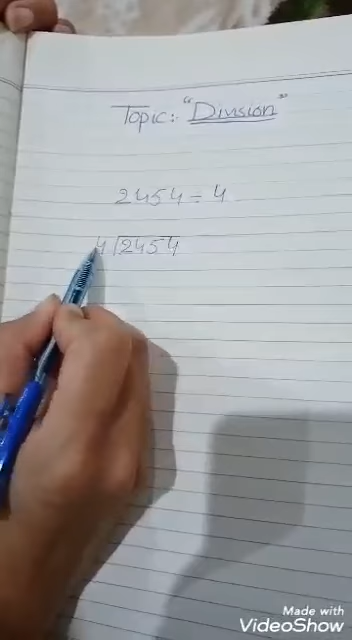 Topic:- "Division"
2454 ÷ 4
4 2454
Made with
VideoShow